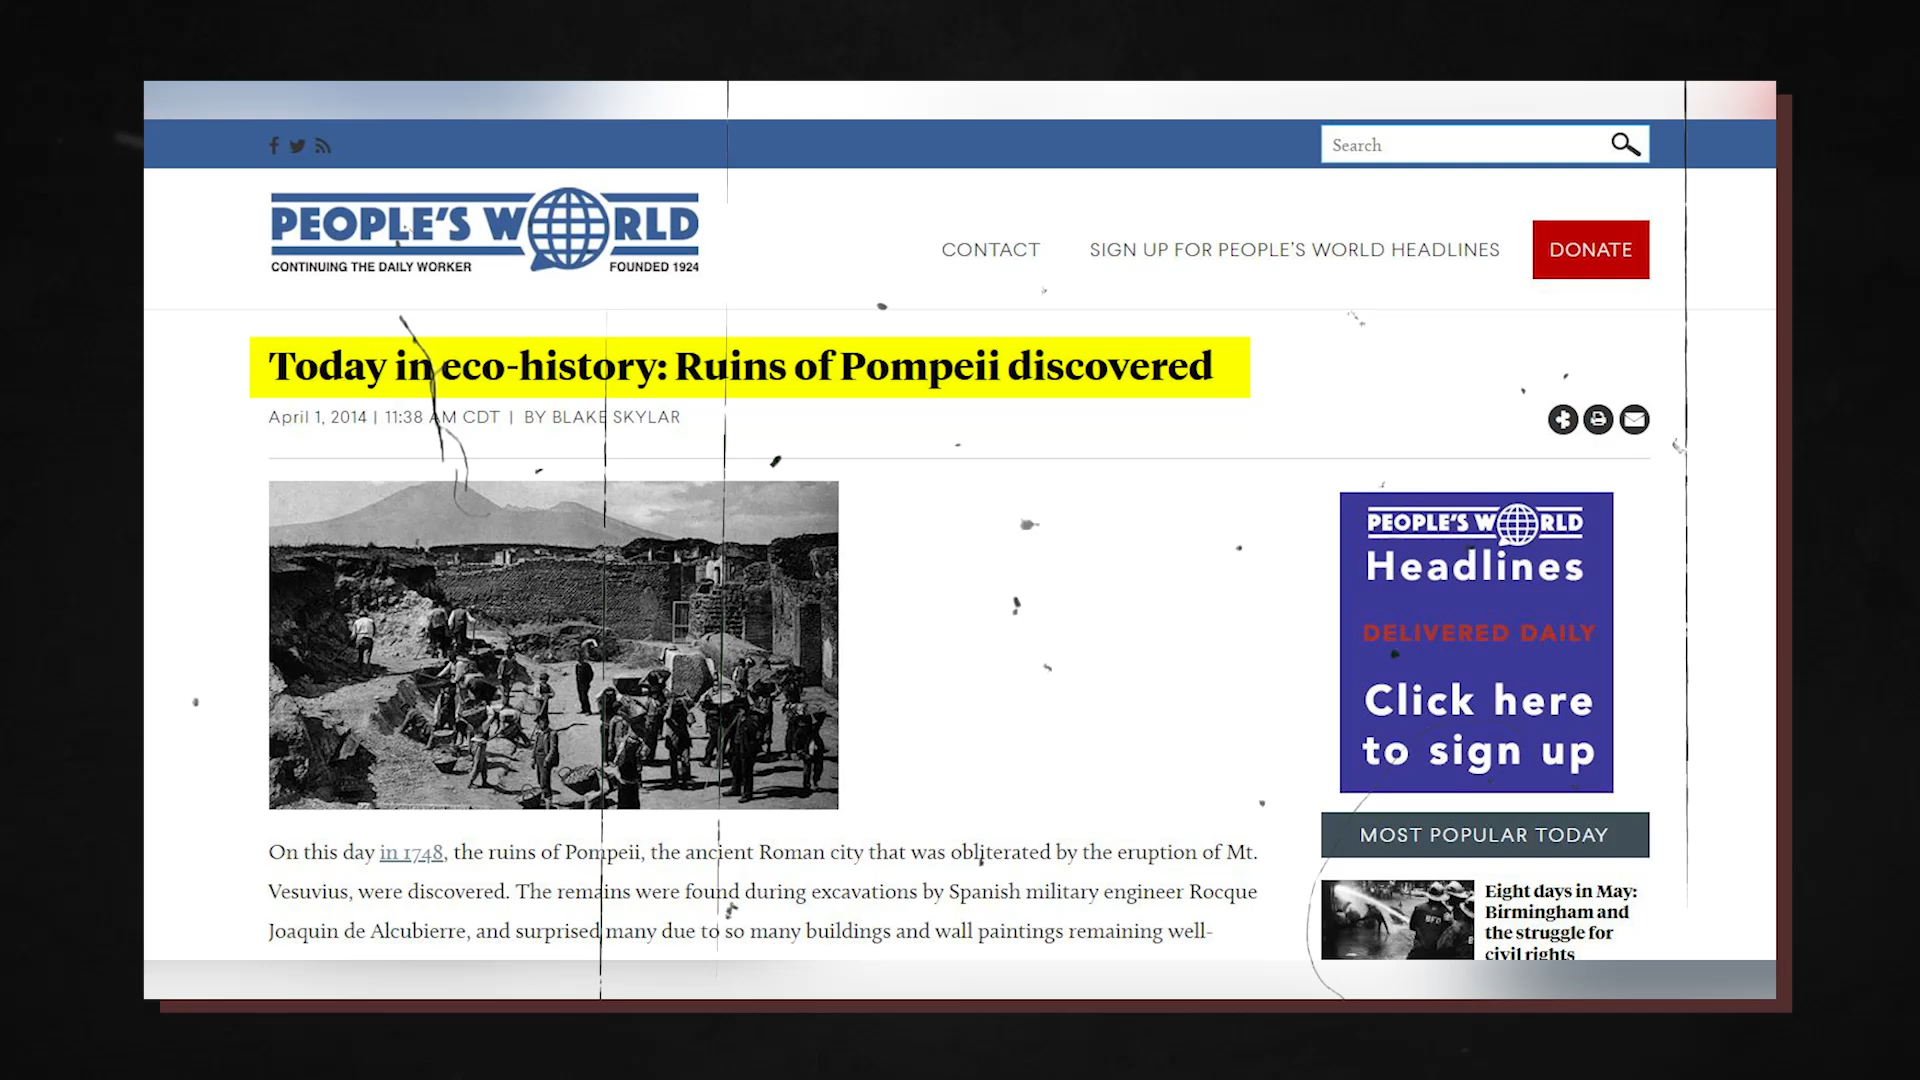 Search
PEOPLE'S WORLD
CONTINUING THE DAILY WORKER FOUNDED 1924
CONTACT SIGN UP FOR PEOPLE'S WORLD HEADLINES DONATE
Today in eco-history: Ruins of Pompeii discovered
April 1, 2014 | 11:38 AM CDT | BY BLAKE SKYLAR
On this day in 1748, the ruins of Pompeii, the ancient Roman city that was obliterated by the eruption of Mt.
Vesuvius, were discovered. The remains were found during excavations by Spanish military engineer Rocque
Joaquin de Alcubierre, and surprised many due to so many buildings and wall paintings remaining well-
PEOPLE'S WORLD
Headlines
DELIVERED DAILY
Click here
to sign up
MOST POPULAR TODAY
Eight days in May:
Birmingham and
the struggle for
civil rights